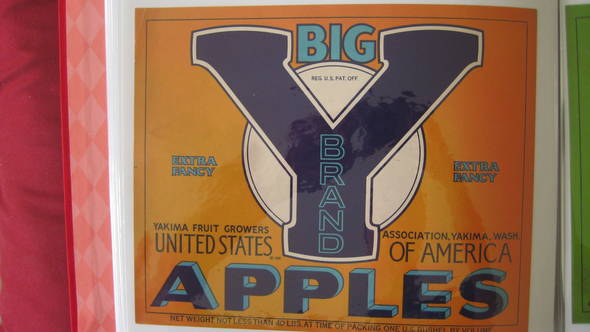 BIG
Y
REG. U.S. PAT. OFF.
BRAND
EXTRA FANCY
EXTRA FANCY
YAKIMA FRUIT GROWERS ASSOCIATION, YAKIMA, WASH.
UNITED STATES OF AMERICA
APPLES
NET WEIGHT NOT LESS THAN 40 LBS. AT TIME OF PACKING ONE U.S. BUSHEL BY VOLUME